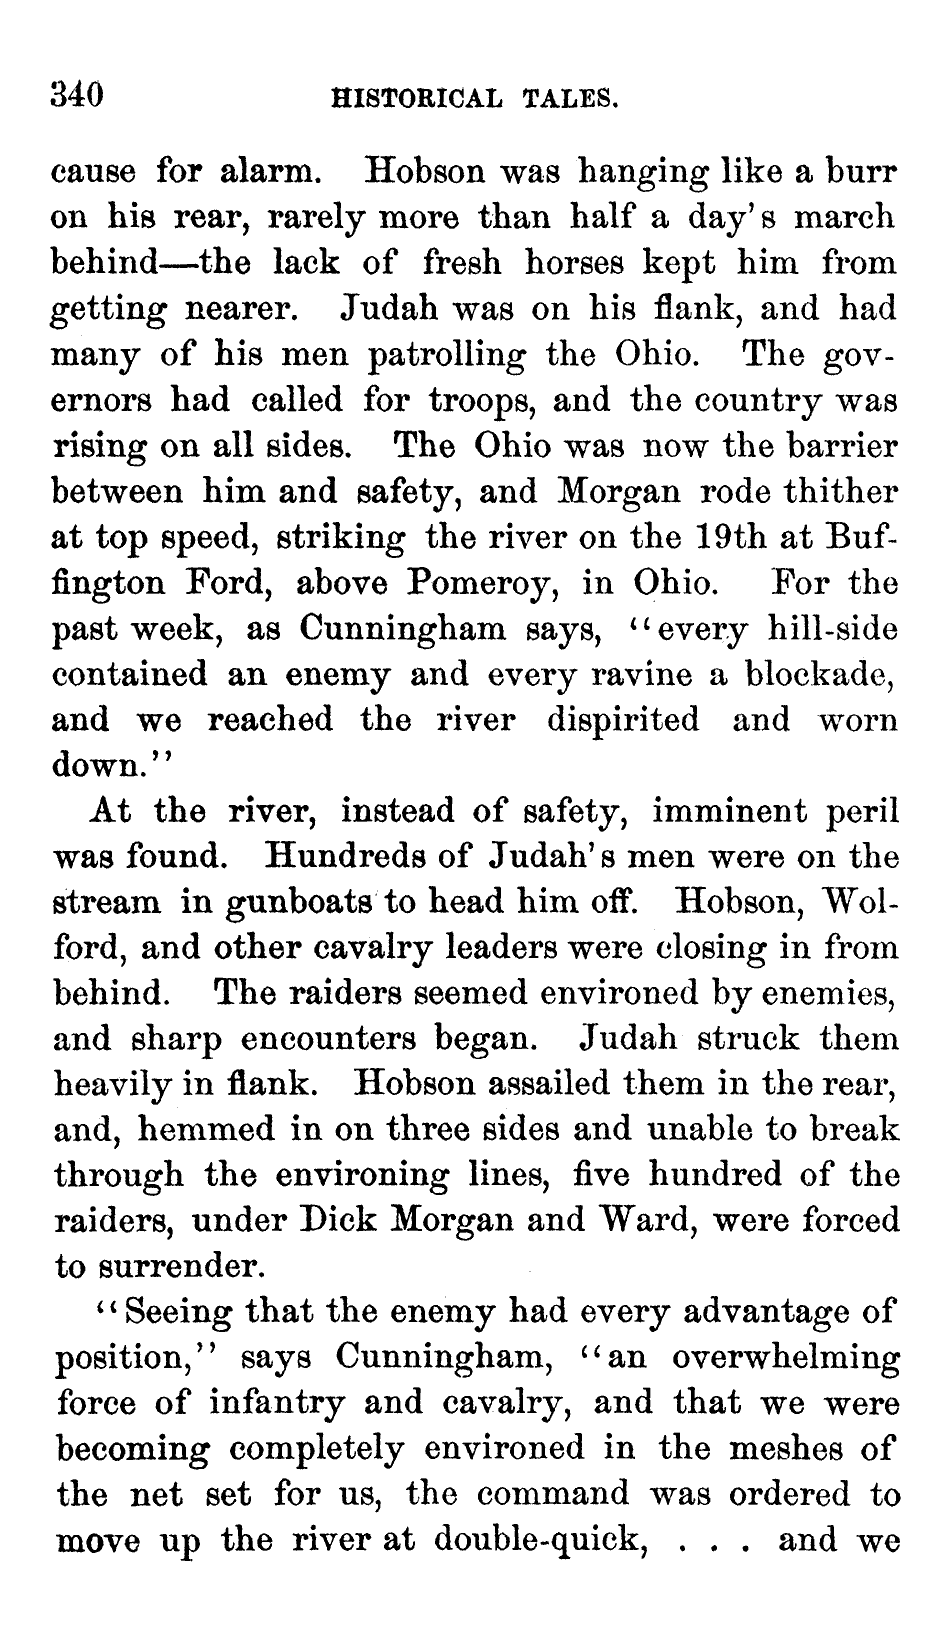 340 HISTORICAL TALES.
cause for alarm. Hobson was hanging like a burr
on his rear, rarely more than half a day's march
behind—the lack of fresh horses kept him from
getting nearer. Judah was on his flank, and had
many of his men patrolling the Ohio. The gov-
ernors had called for troops, and the country was
rising on all sides. The Ohio was now the barrier
between him and safety, and Morgan rode thither
at top speed, striking the river on the 19th at Buf-
fington Ford, above Pomeroy, in Ohio. For the
past week, as Cunningham says, "every hill-side
contained an enemy and every ravine a blockade,
and we reached the river dispirited and worn
down."
At the river, instead of safety, imminent peril
was found. Hundreds of Judah's men were on the
stream in gunboats to head him off. Hobson, Wol-
ford, and other cavalry leaders were closing in from
behind. The raiders seemed environed by enemies,
and sharp encounters began. Judah struck them
heavily in flank. Hobson assailed them in the rear,
and, hemmed in on three sides and unable to break
through the environing lines, five hundred of the
raiders, under Dick Morgan and Ward, were forced
to surrender.
"Seeing that the enemy had every advantage of
position," says Cunningham, "an overwhelming
force of infantry and cavalry, and that we were
becoming completely environed in the meshes of
the net set for us, the command was ordered to
move up the river at double-quick, . . . and we